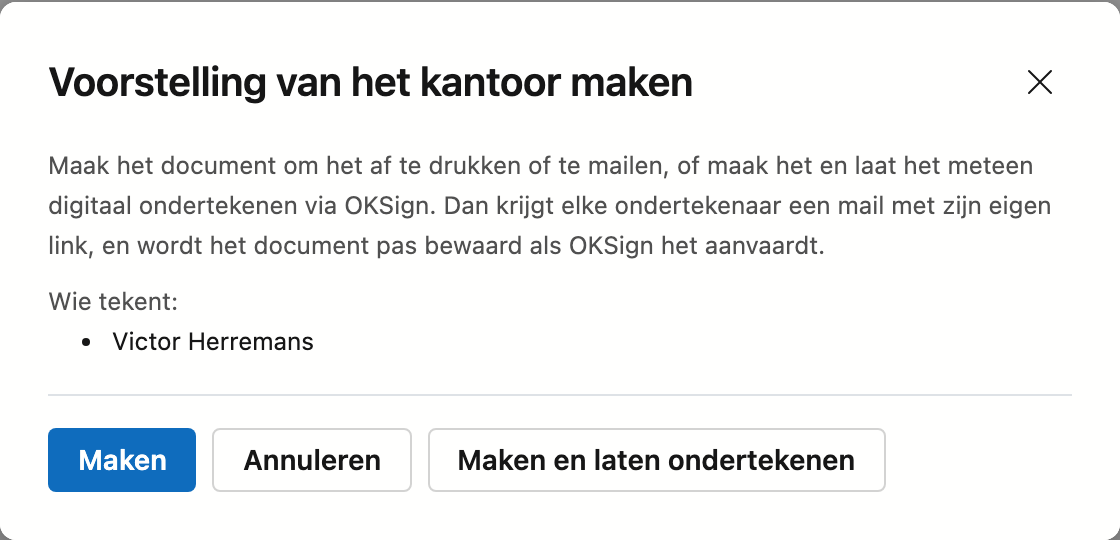 Voorstelling van het kantoor maken
Maak het document om het af te drukken of te mailen, of maak het en laat het meteen
digitaal ondertekenen via OKSign. Dan krijgt elke ondertekenaar een mail met zijn eigen
link, en wordt het document pas bewaard als OKSign het aanvaardt.
Wie tekent:
• Victor Herremans
Maken
Annuleren
Maken en laten ondertekenen